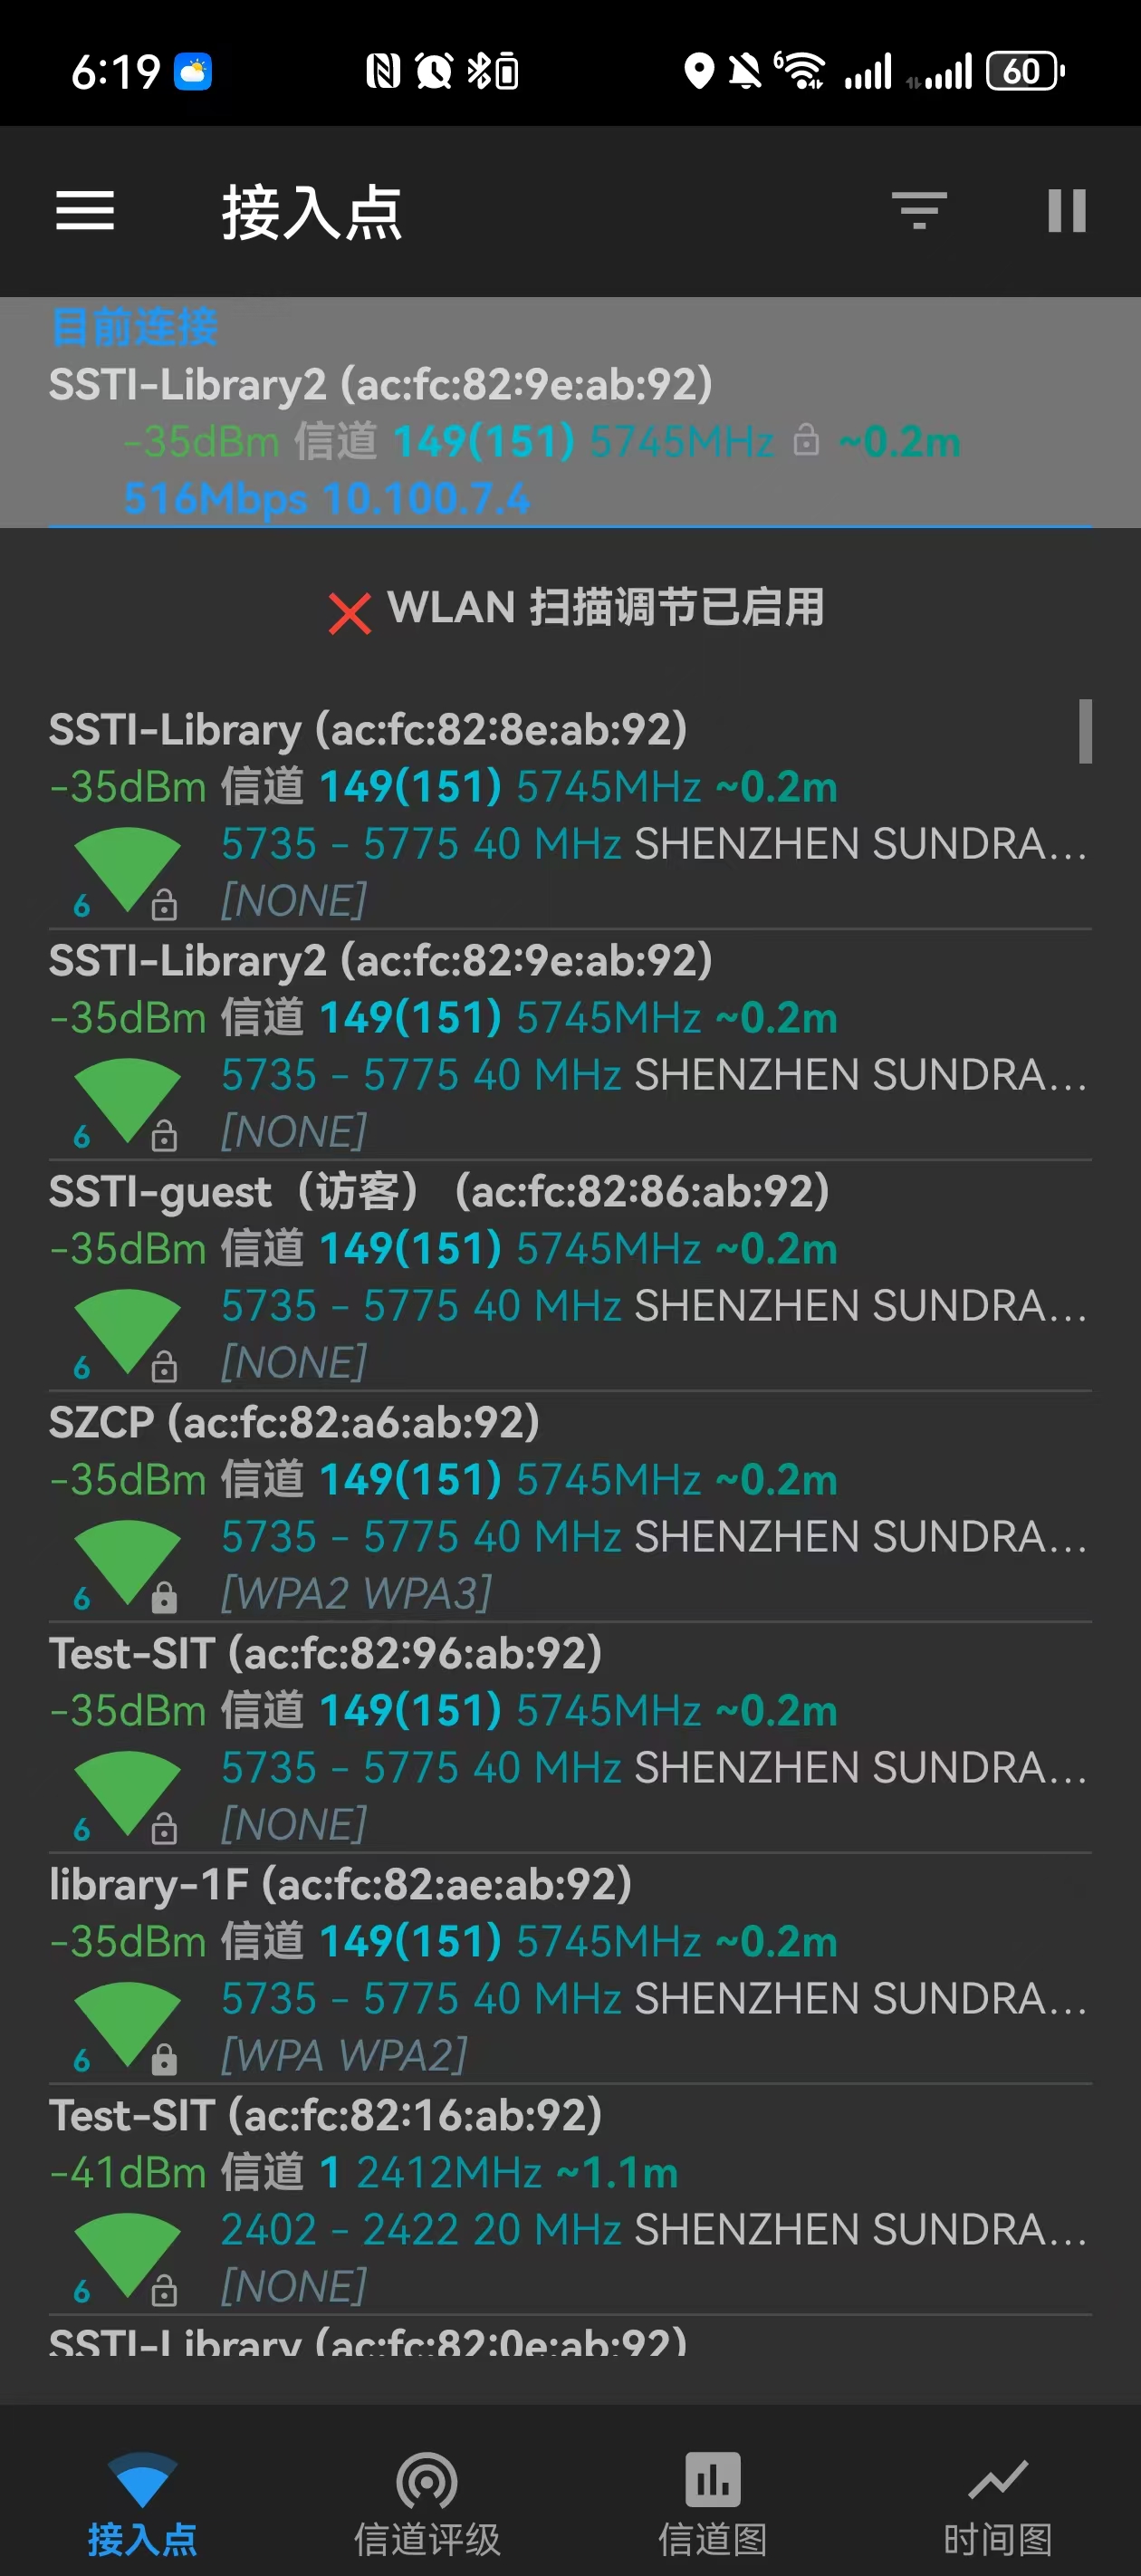 6:19
6
60
接入点
目前连接
SSTI-Library2 (ac:fc:82:9e:ab:92)
-35dBm 信道 149(151) 5745MHz ~0.2m
516Mbps 10.100.7.4
WLAN 扫描调节已启用
SSTI-Library (ac:fc:82:8e:ab:92)
-35dBm 信道 149(151) 5745MHz ~0.2m
5735 - 5775 40 MHz SHENZHEN SUNDRA...
6 [NONE]
SSTI-Library2 (ac:fc:82:9e:ab:92)
-35dBm 信道 149(151) 5745MHz ~0.2m
5735 - 5775 40 MHz SHENZHEN SUNDRA...
6 [NONE]
SSTI-guest（访客） (ac:fc:82:86:ab:92)
-35dBm 信道 149(151) 5745MHz ~0.2m
5735 - 5775 40 MHz SHENZHEN SUNDRA...
6 [NONE]
SZCP (ac:fc:82:a6:ab:92)
-35dBm 信道 149(151) 5745MHz ~0.2m
5735 - 5775 40 MHz SHENZHEN SUNDRA...
6 [WPA2 WPA3]
Test-SIT (ac:fc:82:96:ab:92)
-35dBm 信道 149(151) 5745MHz ~0.2m
5735 - 5775 40 MHz SHENZHEN SUNDRA...
6 [NONE]
library-1F (ac:fc:82:ae:ab:92)
-35dBm 信道 149(151) 5745MHz ~0.2m
5735 - 5775 40 MHz SHENZHEN SUNDRA...
6 [WPA WPA2]
Test-SIT (ac:fc:82:16:ab:92)
-41dBm 信道 1 2412MHz ~1.1m
2402 - 2422 20 MHz SHENZHEN SUNDRA...
6 [NONE]
SSTI-Library (ac:fc:82:0e:ab:92)
接入点
信道评级
信道图
时间图